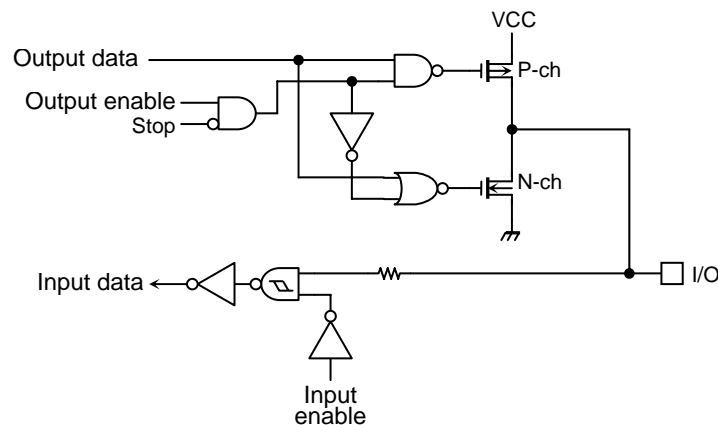 VCC
Output data
P-ch
Output enable
Stop
N-ch
Input data
I/O
Input
enable